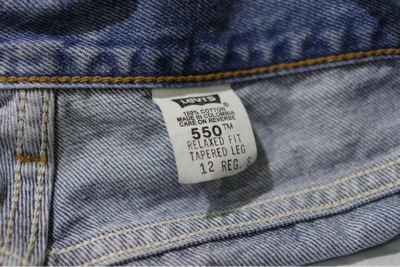 LEVI'S ®
100% COTTON
MADE IN COLOMBIA
CARE ON REVERSE
550™
RELAXED FIT
TAPERED LEG
12 REG. S